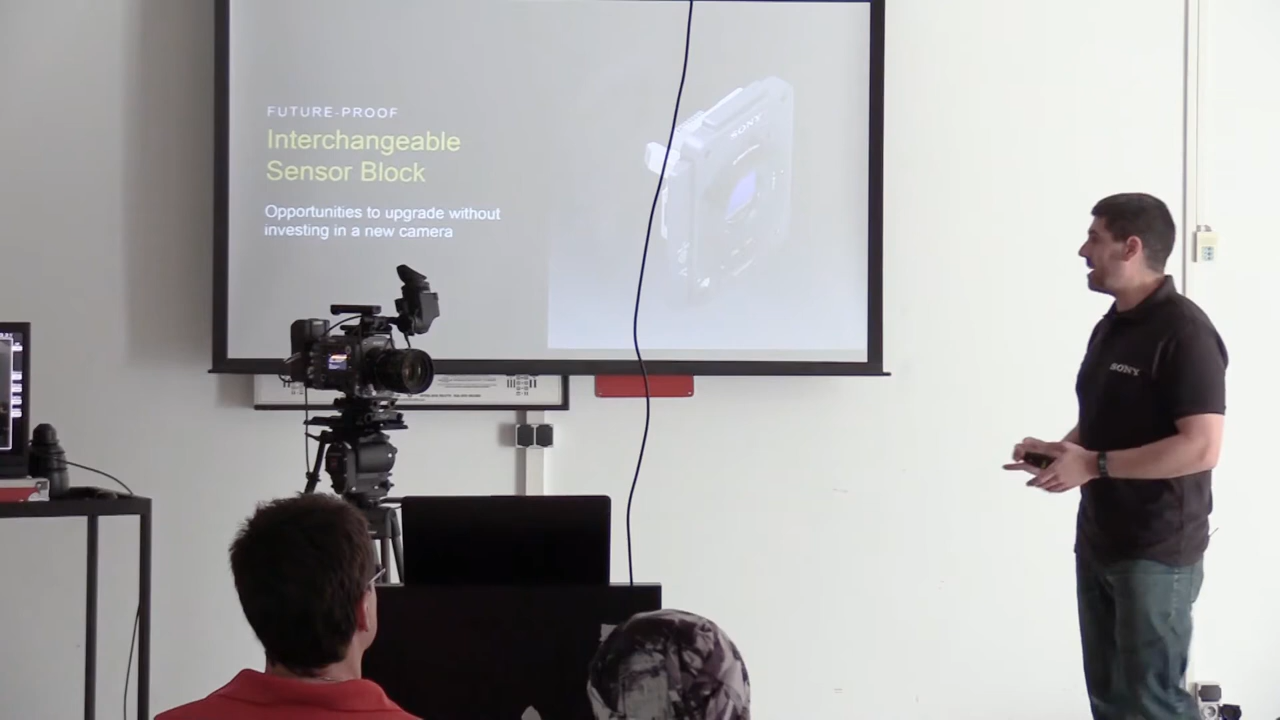 FUTURE-PROOF
Interchangeable
Sensor Block
Opportunities to upgrade without
investing in a new camera
SONY
SONY